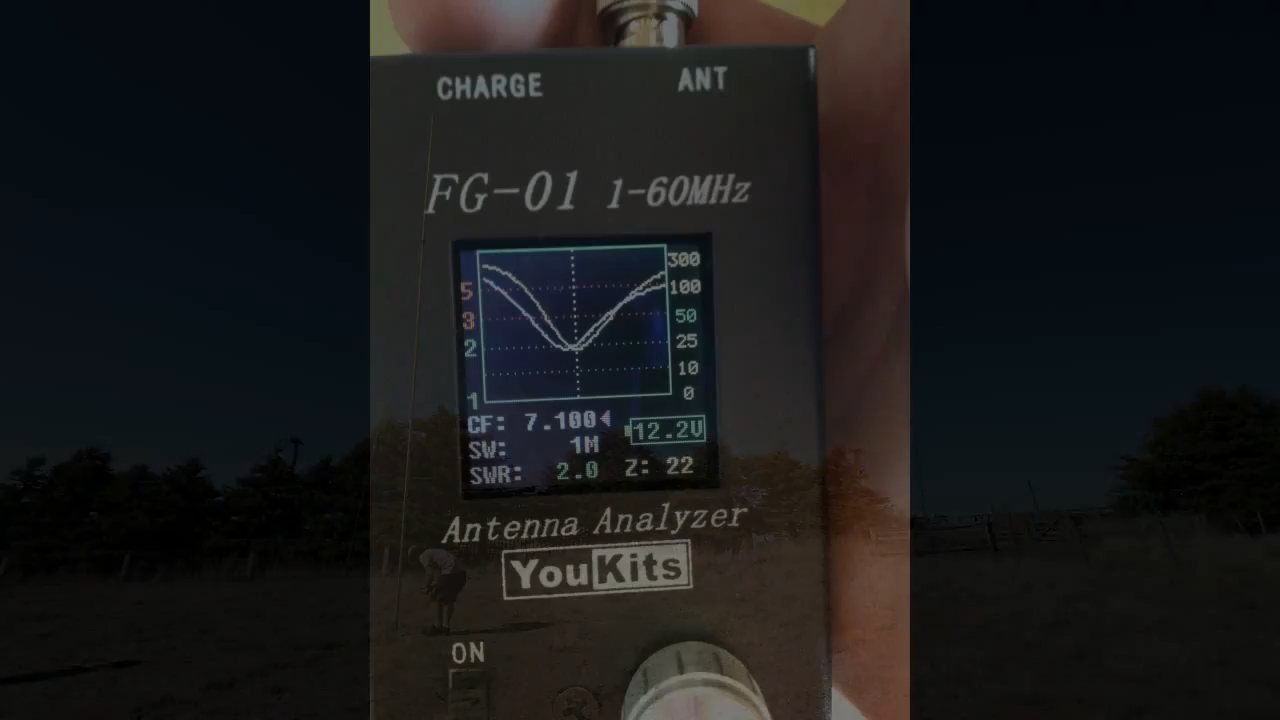 CHARGE ANT
FG-01 1-60MHz
300
5 100
3 50
2 25
10
1 0
CF: 7.100
12.2V
SW: 1M
SWR: 2.0 Z: 22
Antenna Analyzer
YouKits
ON